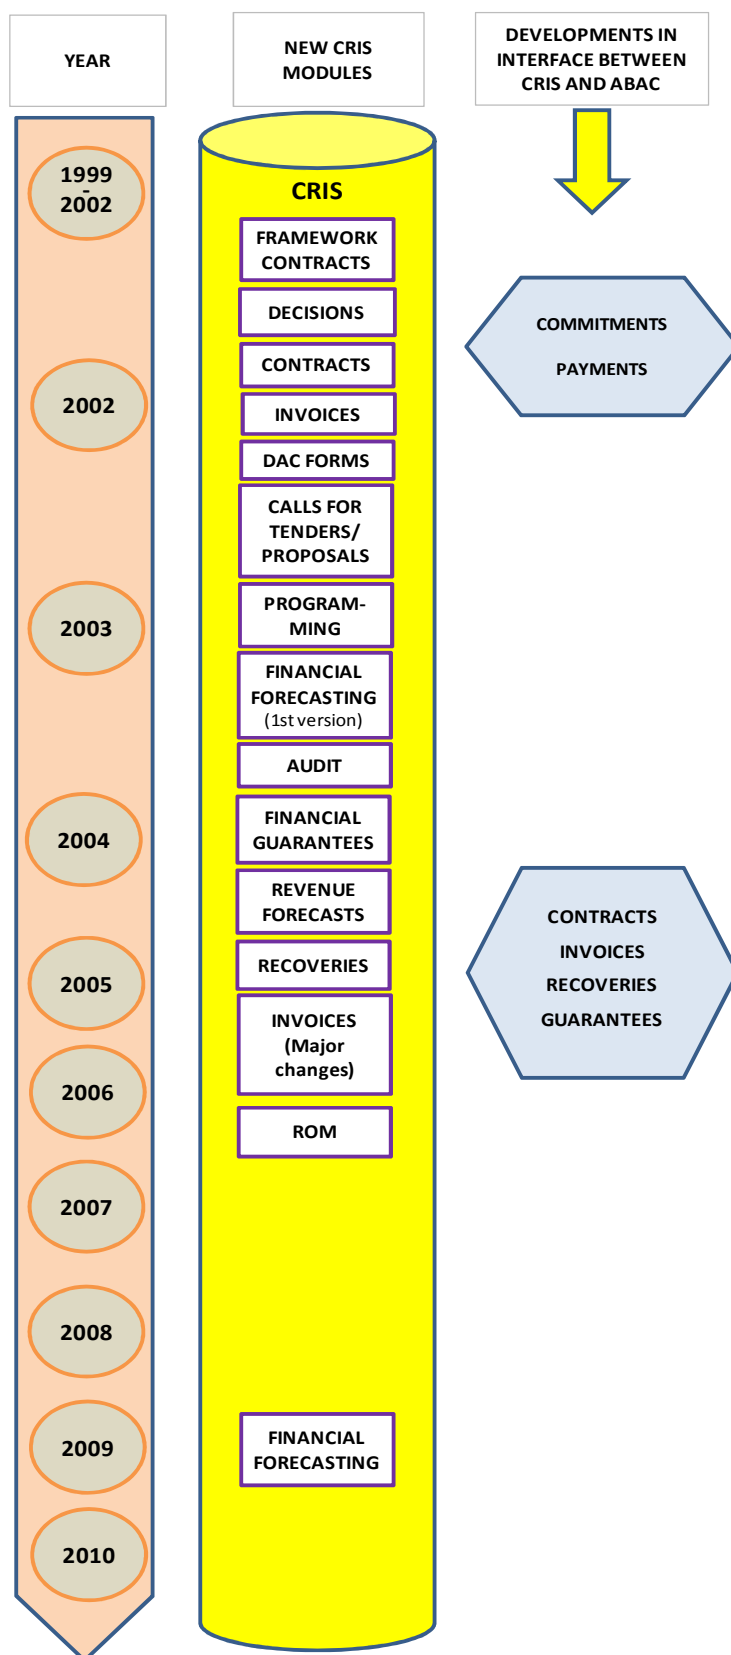 YEAR
NEW CRIS
MODULES
DEVELOPMENTS IN
INTERFACE BETWEEN
CRIS AND ABAC
1999
-
2002
2002
2003
2004
2005
2006
2007
2008
2009
2010
CRIS
FRAMEWORK
CONTRACTS
DECISIONS
CONTRACTS
INVOICES
DAC FORMS
CALLS FOR
TENDERS/
PROPOSALS
PROGRAM-
MING
FINANCIAL
FORECASTING
(1st version)
AUDIT
FINANCIAL
GUARANTEES
REVENUE
FORECASTS
RECOVERIES
INVOICES
(Major
changes)
ROM
FINANCIAL
FORECASTING
COMMITMENTS
PAYMENTS
CONTRACTS
INVOICES
RECOVERIES
GUARANTEES